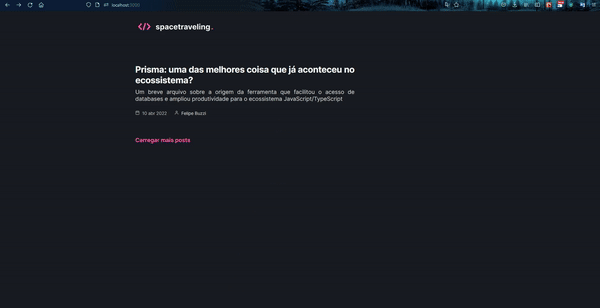 localhost:3000
</> spacetraveling.
Prisma: uma das melhores coisa que já aconteceu no
ecossistema?
Um breve arquivo sobre a origem da ferramenta que facilitou o acesso de
databases e ampliou produtividade para o ecossistema JavaScript/TypeScript
10 abr 2022 Felipe Buzzi
Carregar mais posts